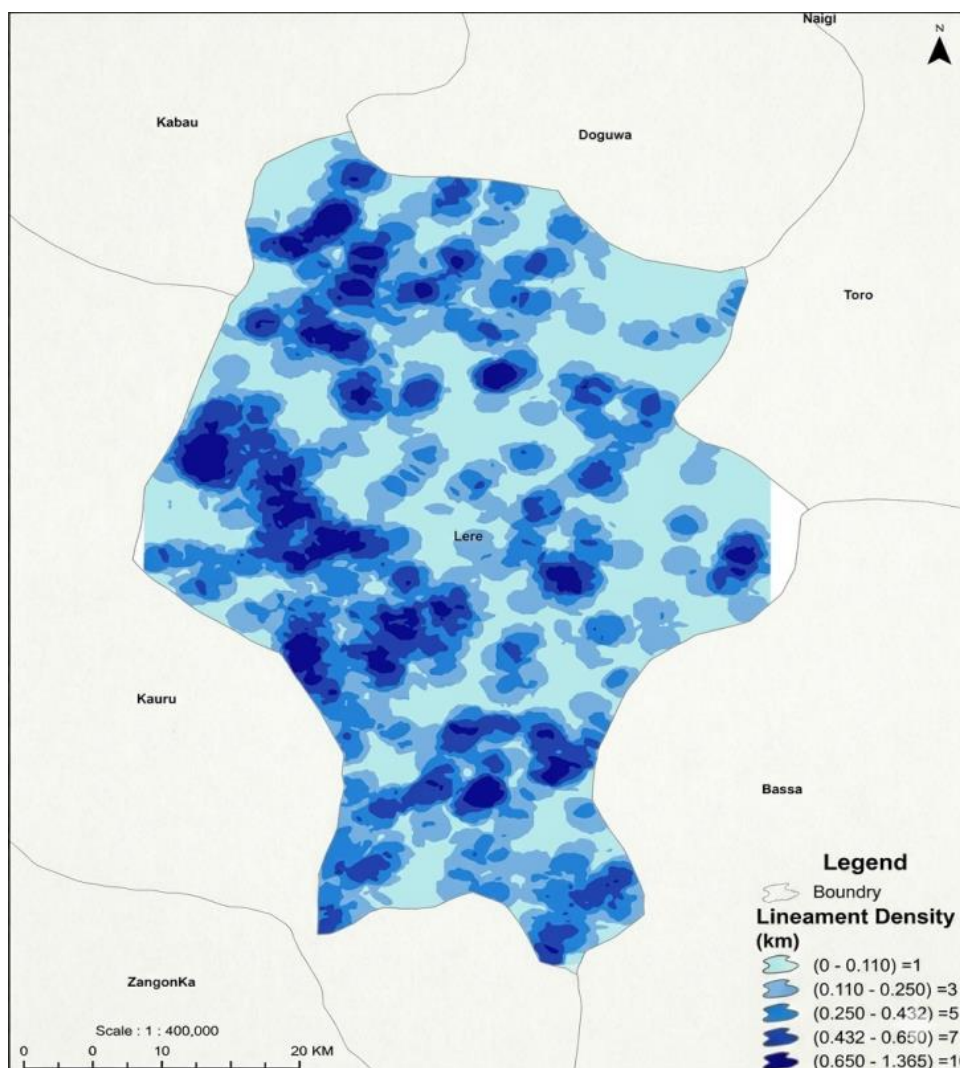 Naigi
N
Kabau
Doguwa
Toro
Lere
Kauru
Bassa
ZangonKa
Scale : 1 : 400,000
0 0 10 20 KM
Legend
Boundry
Lineament Density
(km)
(0 - 0.110) =1
(0.110 - 0.250) =3
(0.250 - 0.432) =5
(0.432 - 0.650) =7
(0.650 - 1.365) =1